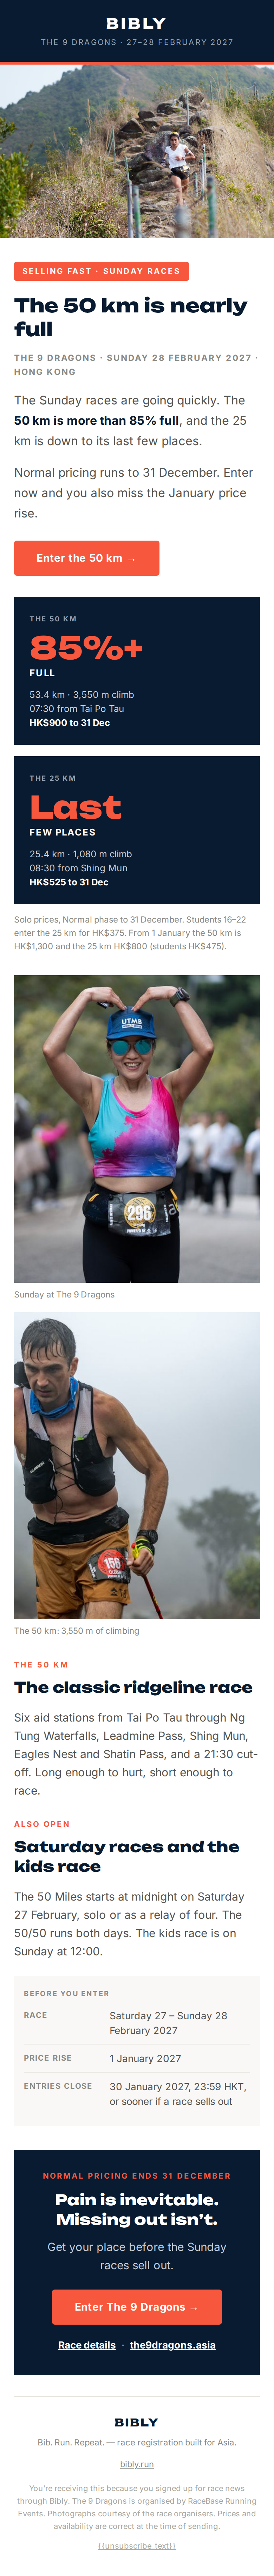 BIBLY
THE 9 DRAGONS · 27–28 FEBRUARY 2027
SELLING FAST · SUNDAY RACES
The 50 km is nearly
full
THE 9 DRAGONS · SUNDAY 28 FEBRUARY 2027 ·
HONG KONG
The Sunday races are going quickly. The
50 km is more than 85% full, and the 25
km is down to its last few places.
Normal pricing runs to 31 December. Enter
now and you also miss the January price
rise.
Enter the 50 km →
THE 50 KM
85%+
FULL
53.4 km · 3,550 m climb
07:30 from Tai Po Tau
HK$900 to 31 Dec
THE 25 KM
Last
FEW PLACES
25.4 km · 1,080 m climb
08:30 from Shing Mun
HK$525 to 31 Dec
Solo prices, Normal phase to 31 December. Students 16–22
enter the 25 km for HK$375. From 1 January the 50 km is
HK$1,300 and the 25 km HK$800 (students HK$475).
UTMB
296
Sunday at The 9 Dragons
156
The 50 km: 3,550 m of climbing
THE 50 KM
The classic ridgeline race
Six aid stations from Tai Po Tau through Ng
Tung Waterfalls, Leadmine Pass, Shing Mun,
Eagles Nest and Shatin Pass, and a 21:30 cut-
off. Long enough to hurt, short enough to
race.
ALSO OPEN
Saturday races and the
kids race
The 50 Miles starts at midnight on Saturday
27 February, solo or as a relay of four. The
50/50 runs both days. The kids race is on
Sunday at 12:00.
BEFORE YOU ENTER
RACE Saturday 27 – Sunday 28
February 2027
PRICE RISE 1 January 2027
ENTRIES CLOSE 30 January 2027, 23:59 HKT,
or sooner if a race sells out
NORMAL PRICING ENDS 31 DECEMBER
Pain is inevitable.
Missing out isn't.
Get your place before the Sunday
races sell out.
Enter The 9 Dragons →
Race details · the9dragons.asia
BIBLY
Bib. Run. Repeat. — race registration built for Asia.
bibly.run
You're receiving this because you signed up for race news
through Bibly. The 9 Dragons is organised by RaceBase Running
Events. Photographs courtesy of the race organisers. Prices and
availability are correct at the time of sending.
{{unsubscribe_text}}